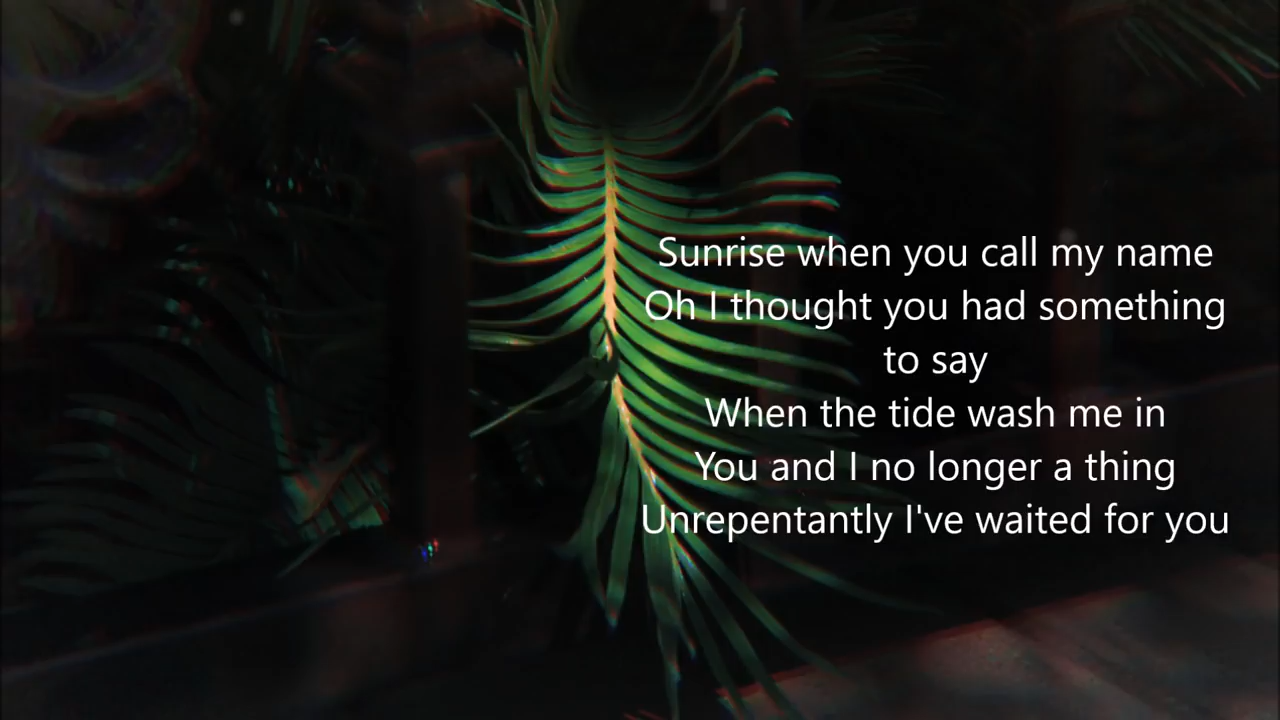 Sunrise when you call my name
Oh I thought you had something
to say
When the tide wash me in
You and I no longer a thing
Unrepentantly I've waited for you